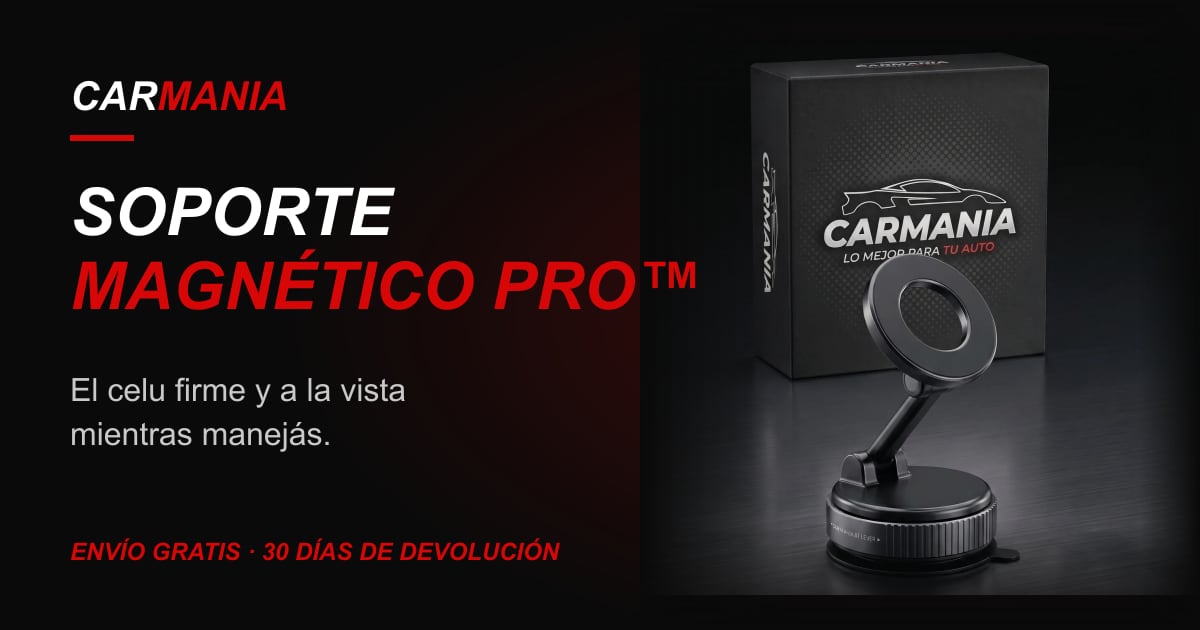 CARMANIA
SOPORTE
MAGNÉTICO PRO™
El celu firme y a la vista
mientras manejás.
ENVÍO GRATIS · 30 DÍAS DE DEVOLUCIÓN
CARMANIA
CARMANIA
CARMANIA
LO MEJOR PARA TU AUTO